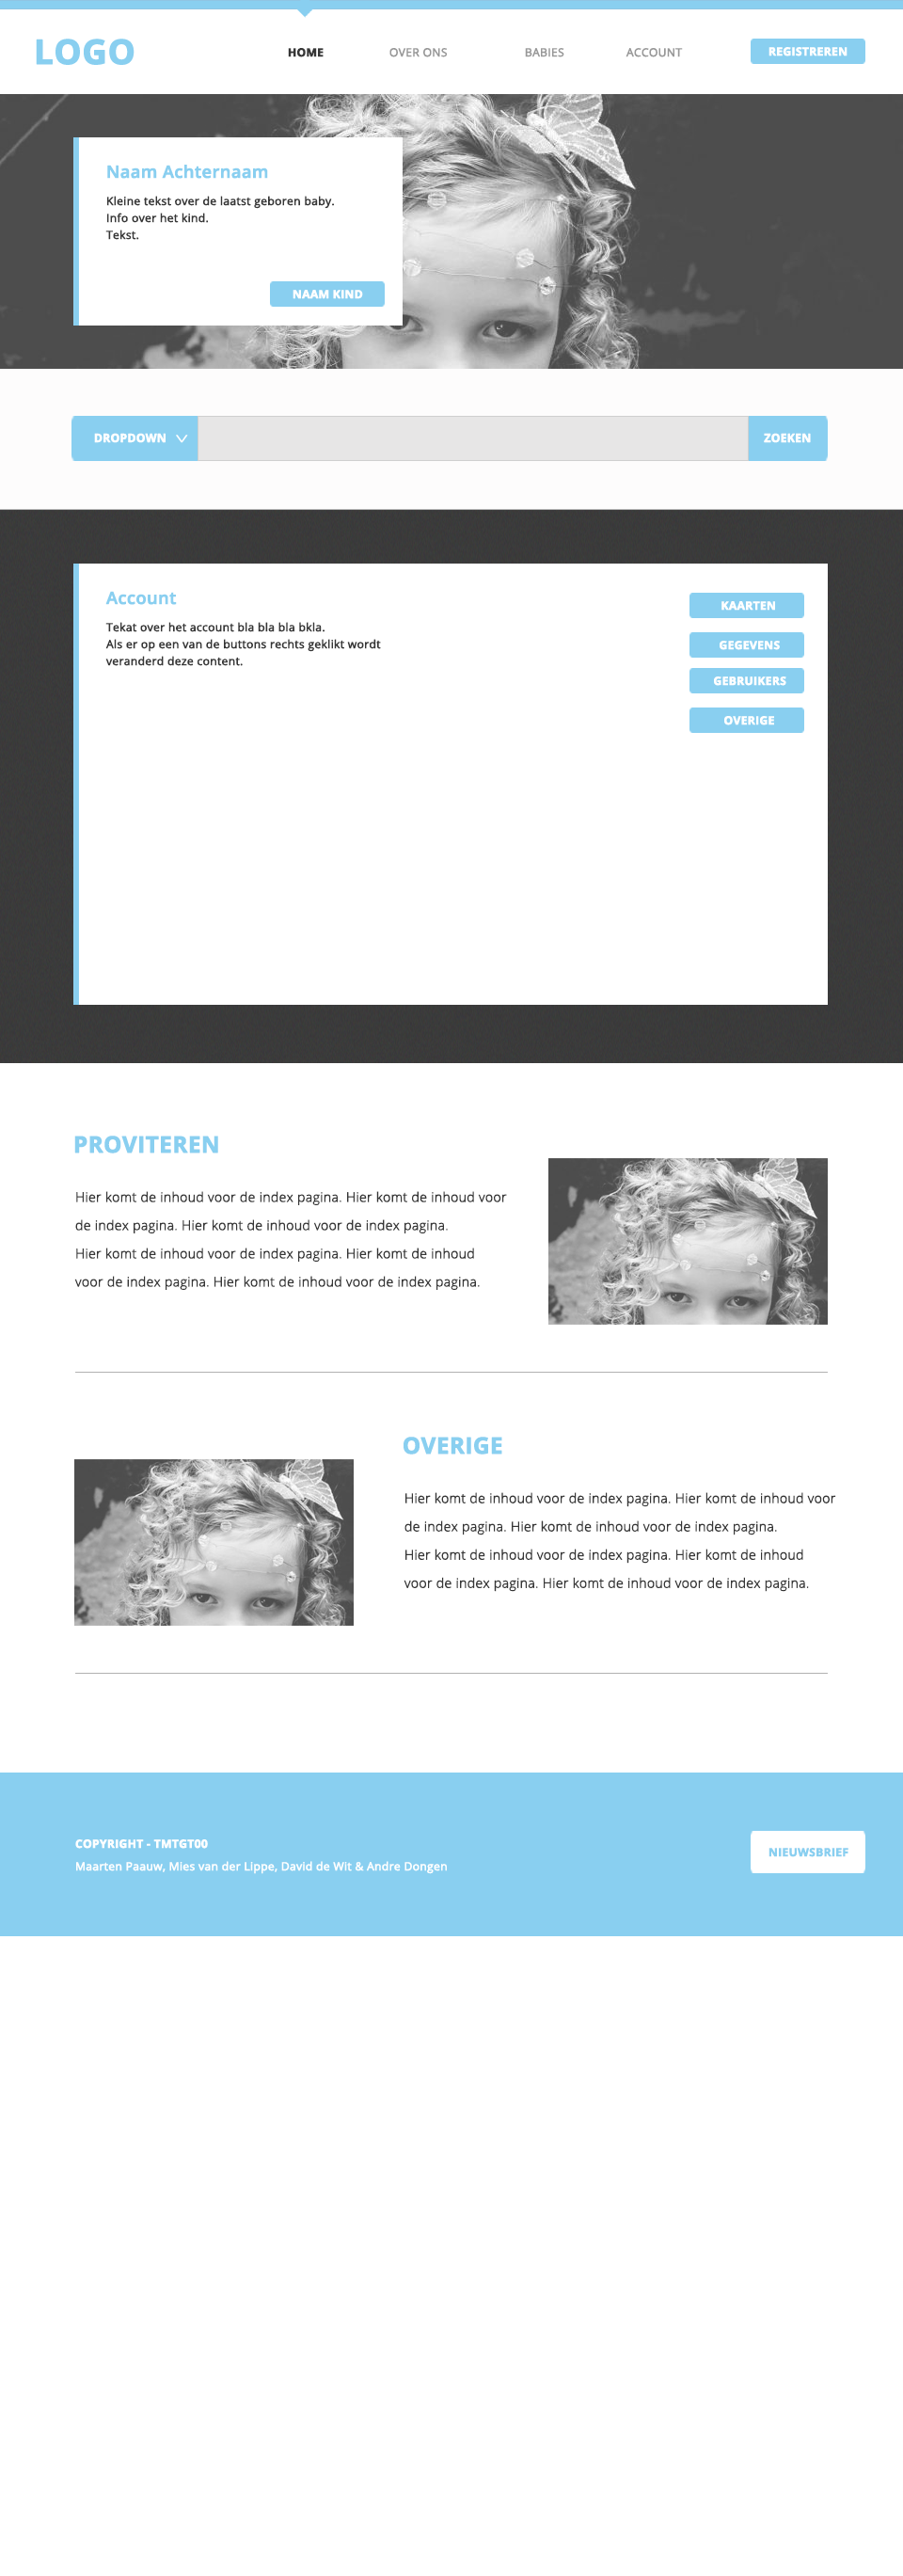 LOGO
HOME
OVER ONS
BABIES
ACCOUNT
REGISTREREN
Naam Achternaam
Kleine tekst over de laatst geboren baby.
Info over het kind.
Tekst.
NAAM KIND
DROPDOWN
ZOEKEN
Account
Tekat over het account bla bla bla bkla.
Als er op een van de buttons rechts geklikt wordt
veranderd deze content.
KAARTEN
GEGEVENS
GEBRUIKERS
OVERIGE
PROVITEREN
Hier komt de inhoud voor de index pagina. Hier komt de inhoud voor
de index pagina. Hier komt de inhoud voor de index pagina.
Hier komt de inhoud voor de index pagina. Hier komt de inhoud
voor de index pagina. Hier komt de inhoud voor de index pagina.
OVERIGE
Hier komt de inhoud voor de index pagina. Hier komt de inhoud voor
de index pagina. Hier komt de inhoud voor de index pagina.
Hier komt de inhoud voor de index pagina. Hier komt de inhoud
voor de index pagina. Hier komt de inhoud voor de index pagina.
COPYRIGHT - TMTGT00
Maarten Paauw, Mies van der Lippe, David de Wit & Andre Dongen
NIEUWSBRIEF